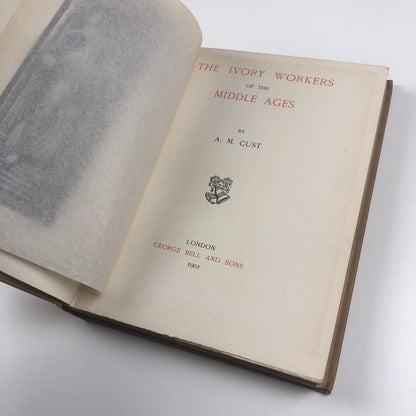 THE IVORY WORKERS
OF THE
MIDDLE AGES
BY
A. M. CUST
LONDON
GEORGE BELL AND SONS
1902